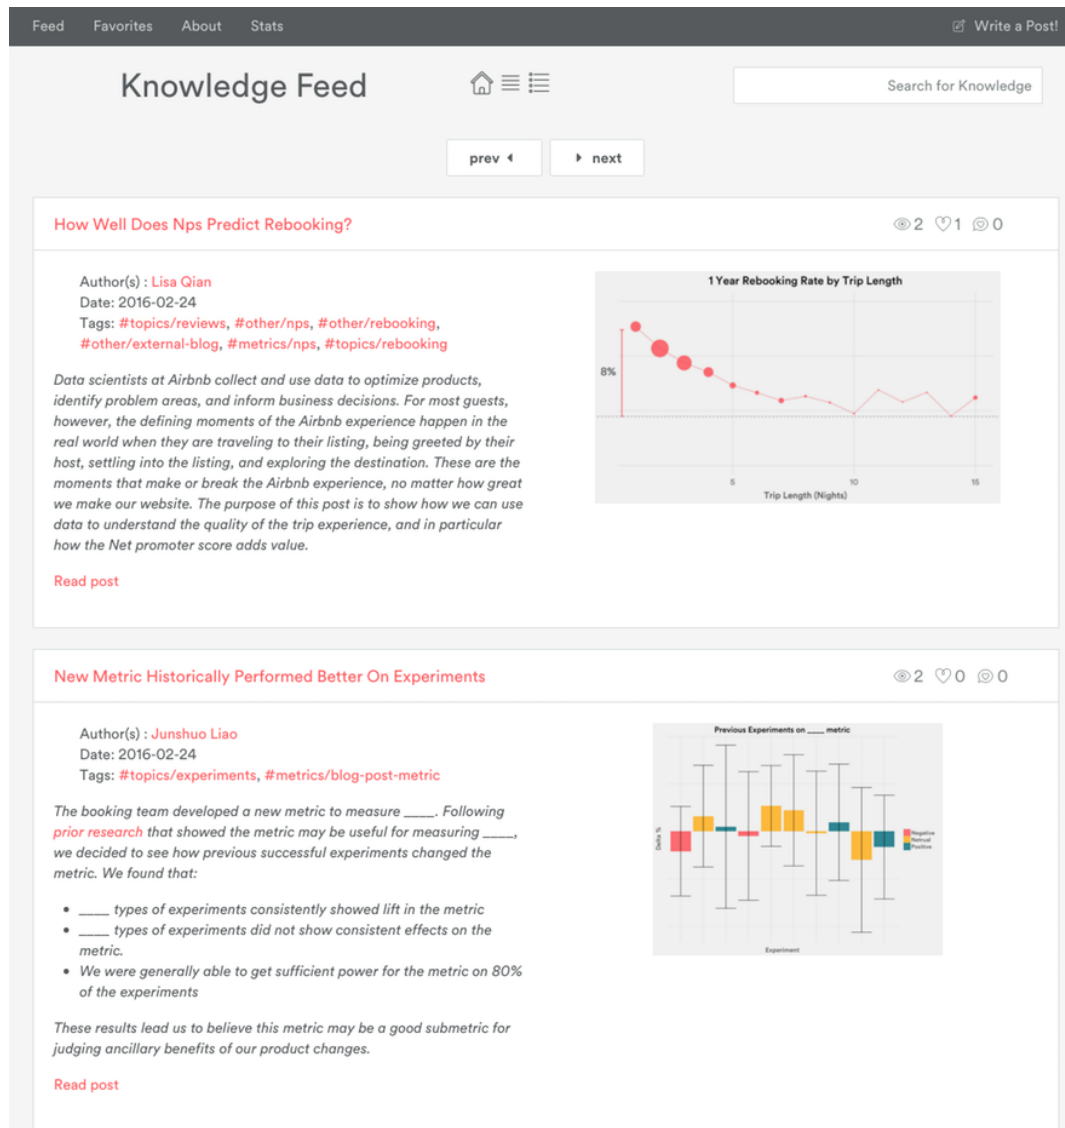 Feed Favorites About Stats Write a Post!
Knowledge Feed
Search for Knowledge
prev next
How Well Does Nps Predict Rebooking? 2 1 0
Author(s) : Lisa Qian
Date: 2016-02-24
Tags: #topics/reviews, #other/nps, #other/rebooking,
#other/external-blog, #metrics/nps, #topics/rebooking
Data scientists at Airbnb collect and use data to optimize products,
identify problem areas, and inform business decisions. For most guests,
however, the defining moments of the Airbnb experience happen in the
real world when they are traveling to their listing, being greeted by their
host, settling into the listing, and exploring the destination. These are the
moments that make or break the Airbnb experience, no matter how great
we make our website. The purpose of this post is to show how we can use
data to understand the quality of the trip experience, and in particular
how the Net promoter score adds value.
Read post
1 Year Rebooking Rate by Trip Length
8%
5 10 15
Trip Length (Nights)
New Metric Historically Performed Better On Experiments 2 0 0
Author(s) : Junshuo Liao
Date: 2016-02-24
Tags: #topics/experiments, #metrics/blog-post-metric
The booking team developed a new metric to measure ____. Following
prior research that showed the metric may be useful for measuring ____,
we decided to see how previous successful experiments changed the
metric. We found that:
• ____ types of experiments consistently showed lift in the metric
• ____ types of experiments did not show consistent effects on the
metric.
• We were generally able to get sufficient power for the metric on 80%
of the experiments
These results lead us to believe this metric may be a good submetric for
judging ancillary benefits of our product changes.
Read post
Previous Experiments on ____ metric
Delta %
Negative
Netrual
Positive
Experiment